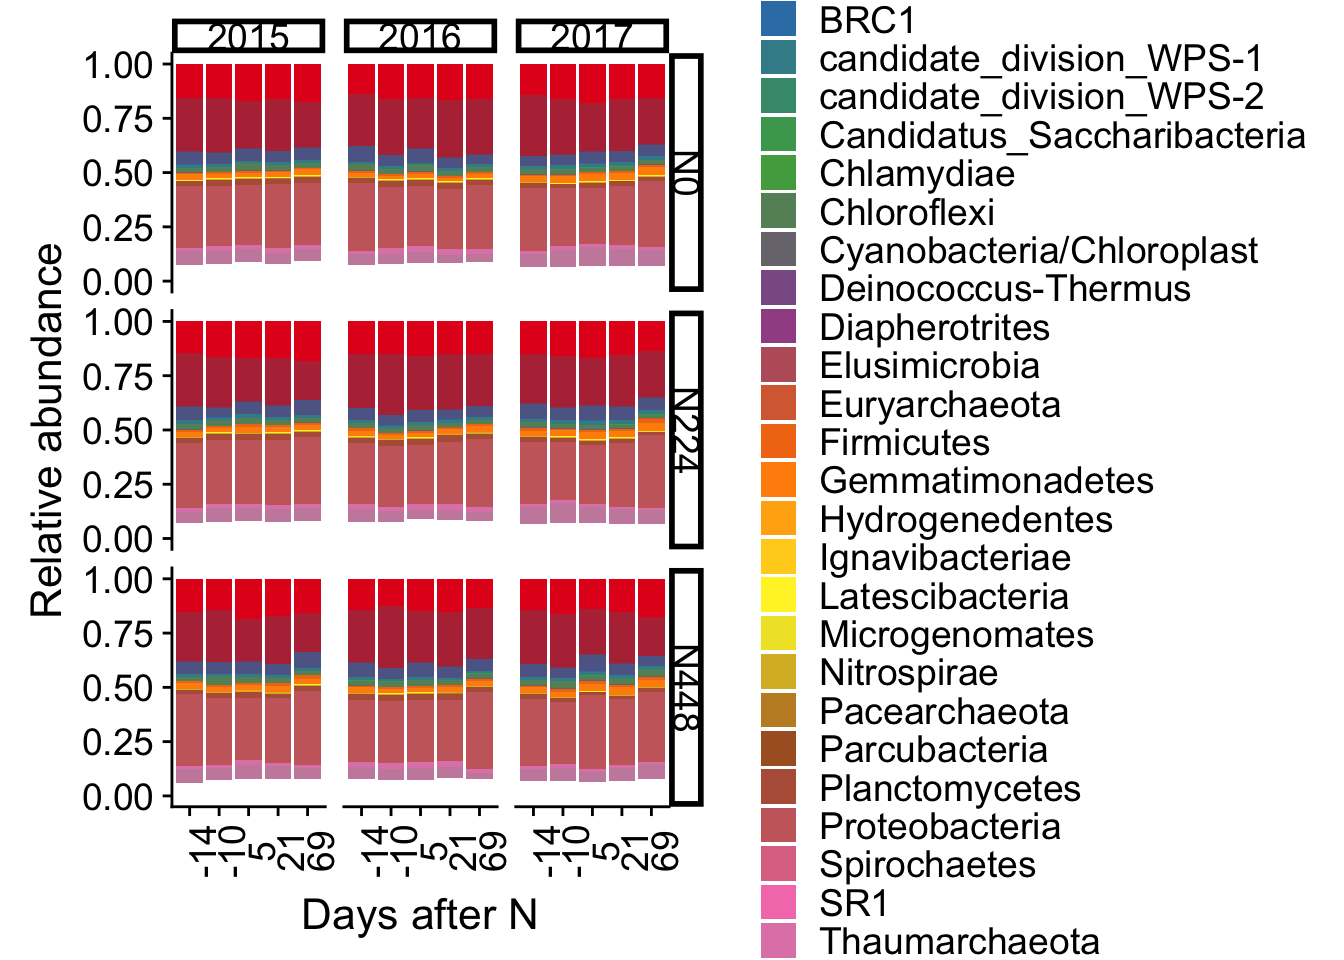 2015
2016
2017
1.00
0.75
0.50
0.25
0.00
N0
1.00
0.75
0.50
0.25
0.00
N224
1.00
0.75
0.50
0.25
0.00
N448
Relative abundance
-14
-10
5
21
69
-14
-10
5
21
69
-14
-10
5
21
69
Days after N
BRC1
candidate_division_WPS-1
candidate_division_WPS-2
Candidatus_Saccharibacteria
Chlamydiae
Chloroflexi
Cyanobacteria/Chloroplast
Deinococcus-Thermus
Diapherotrites
Elusimicrobia
Euryarchaeota
Firmicutes
Gemmatimonadetes
Hydrogenedentes
Ignavibacteriae
Latescibacteria
Microgenomates
Nitrospirae
Pacearchaeota
Parcubacteria
Planctomycetes
Proteobacteria
Spirochaetes
SR1
Thaumarchaeota